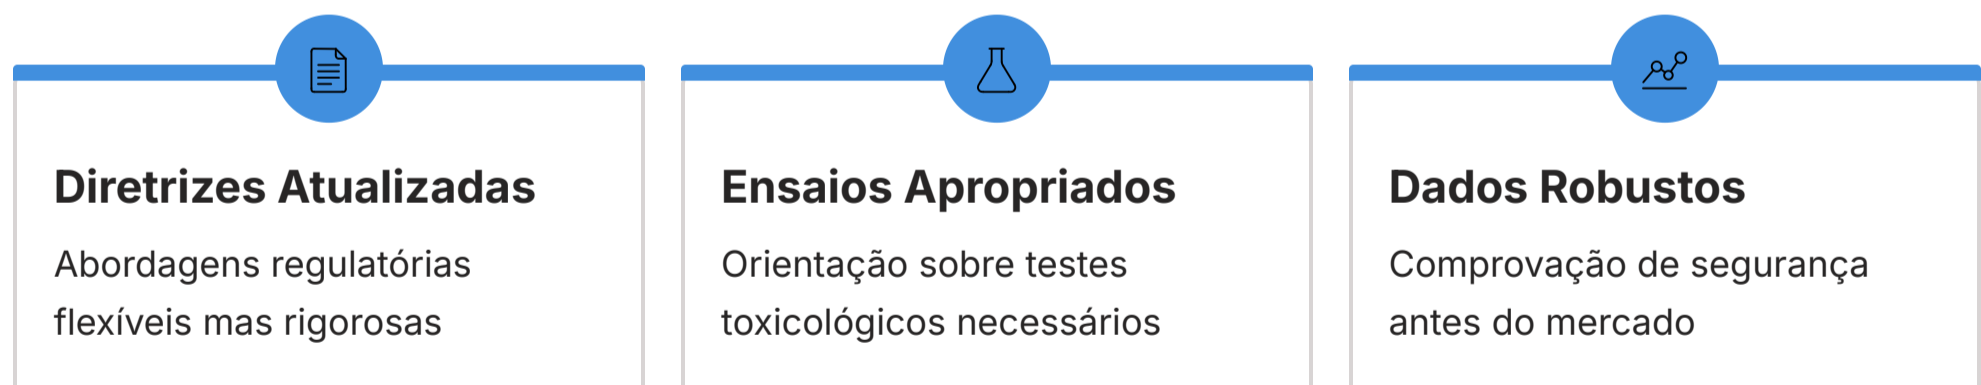 Diretrizes Atualizadas
Abordagens regulatórias
flexíveis mas rigorosas
Ensaios Apropriados
Orientação sobre testes
toxicológicos necessários
Dados Robustos
Comprovação de segurança
antes do mercado